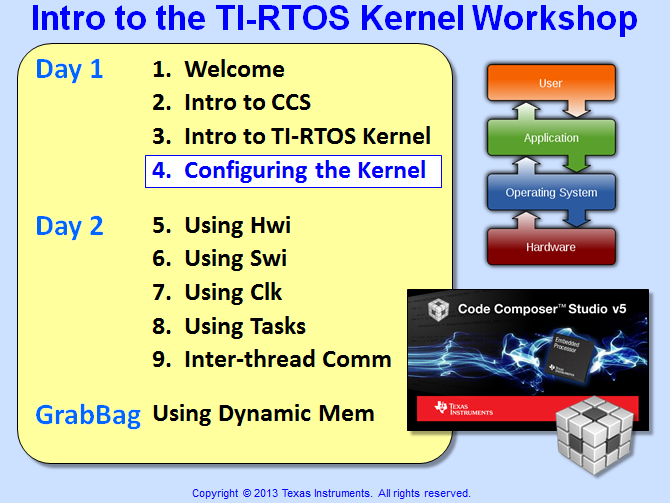 Intro to the TI-RTOS Kernel Workshop
Day 1
1. Welcome
2. Intro to CCS
3. Intro to TI-RTOS Kernel
4. Configuring the Kernel
Day 2
5. Using Hwi
6. Using Swi
7. Using Clk
8. Using Tasks
9. Inter-thread Comm
GrabBag Using Dynamic Mem
User
Application
Operating System
Hardware
Code Composer™ Studio v5
Embedded
Processor
TEXAS
INSTRUMENTS
Copyright © 2013 Texas Instruments. All rights reserved.